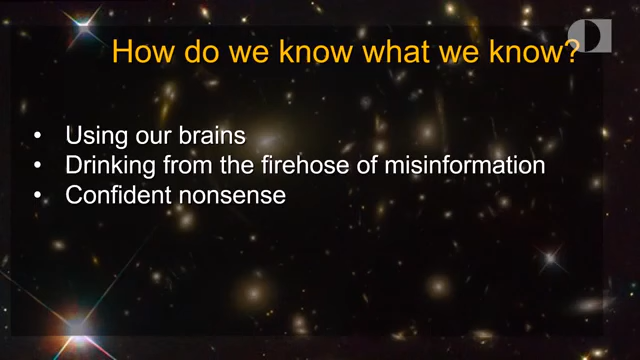 How do we know what we know?
• Using our brains
• Drinking from the firehose of misinformation
• Confident nonsense